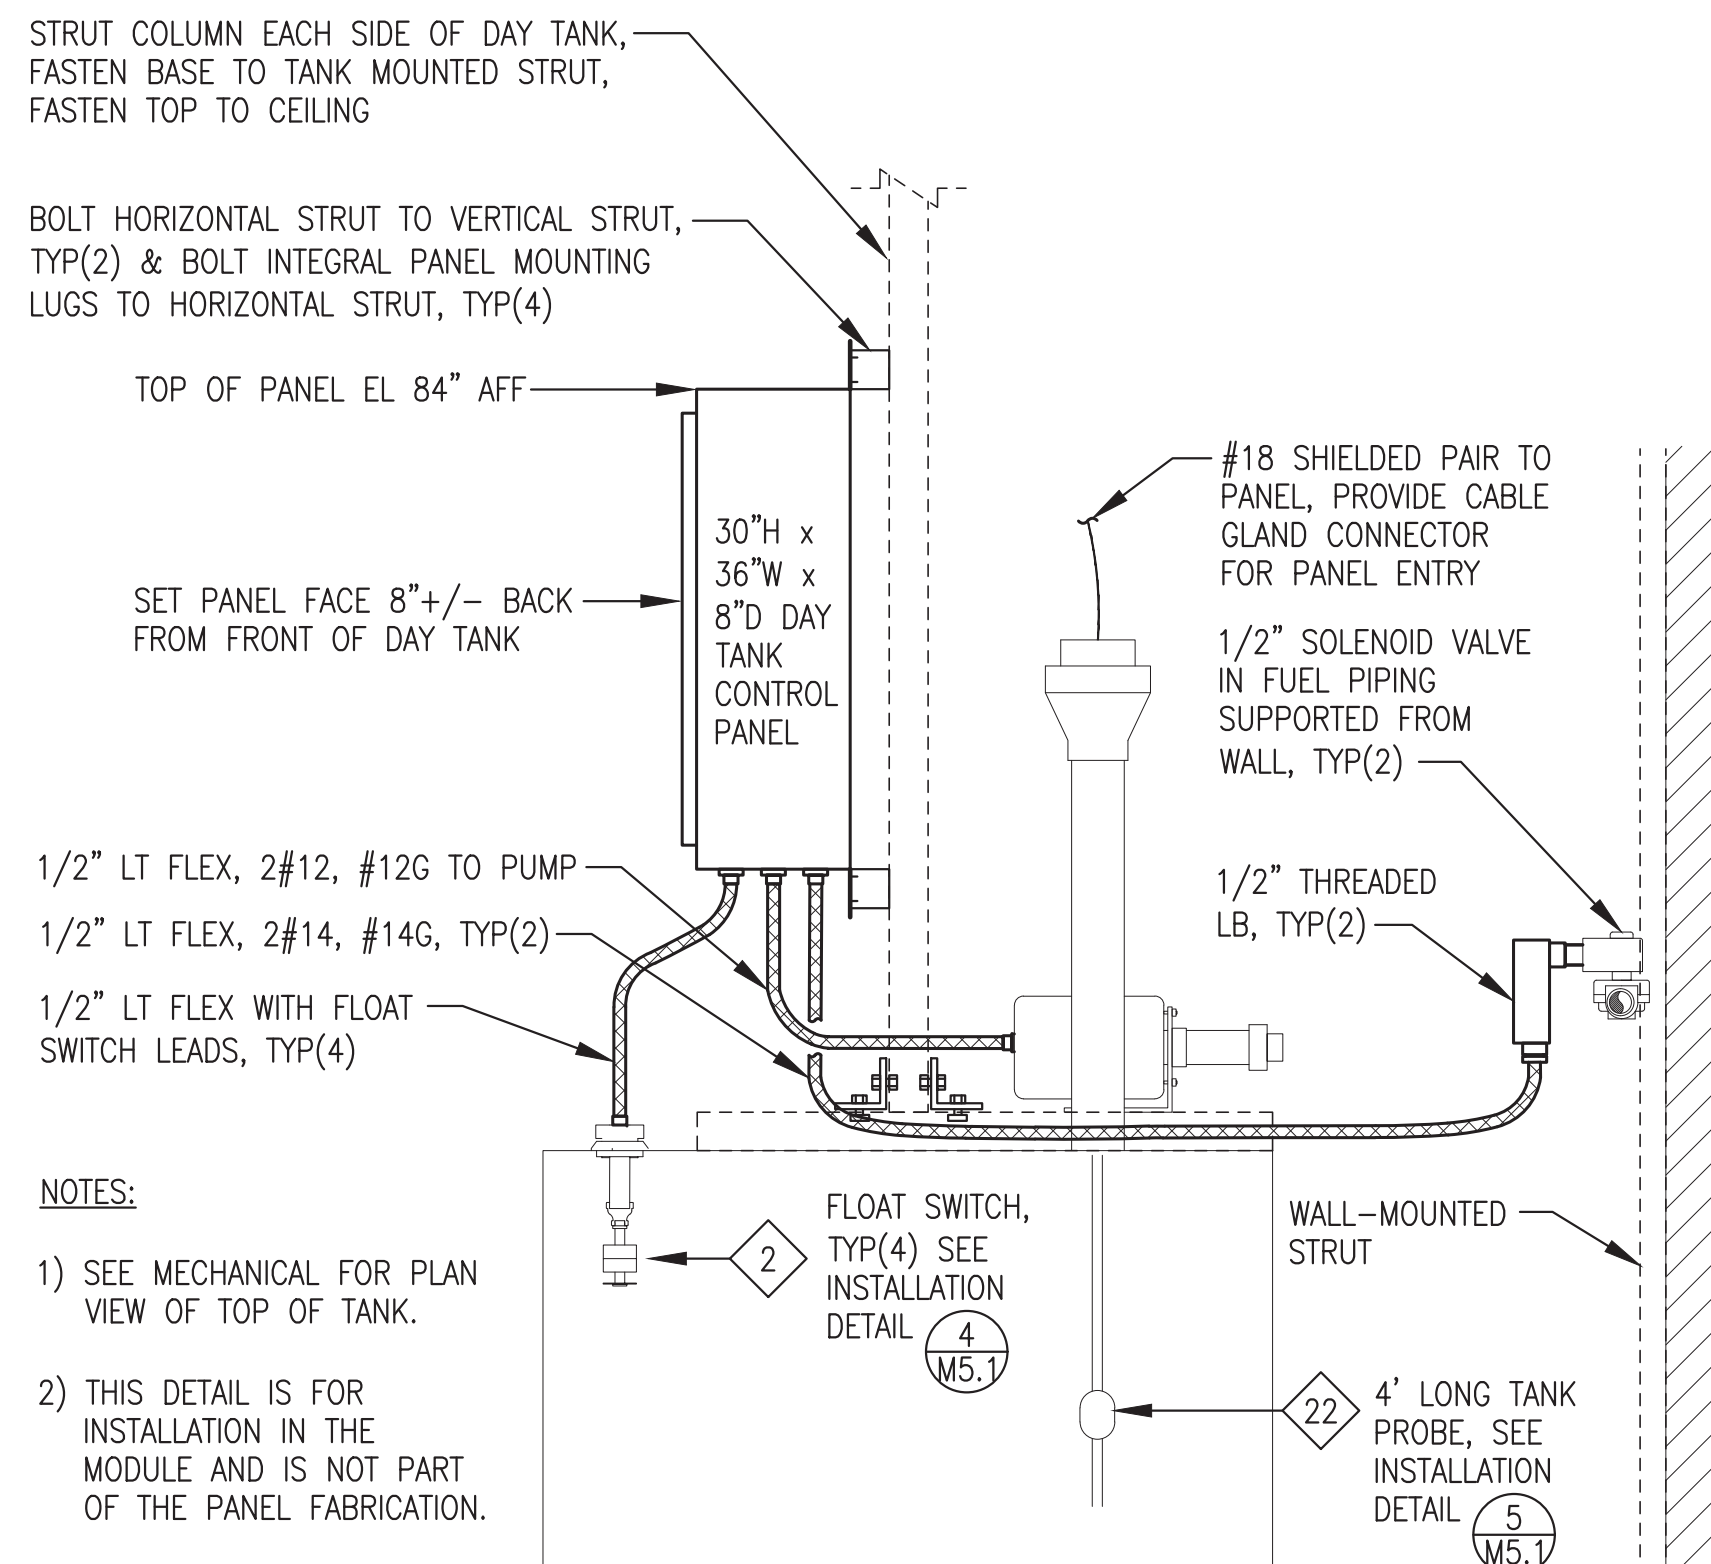 STRUT COLUMN EACH SIDE OF DAY TANK,
FASTEN BASE TO TANK MOUNTED STRUT,
FASTEN TOP TO CEILING
BOLT HORIZONTAL STRUT TO VERTICAL STRUT,
TYP(2) & BOLT INTEGRAL PANEL MOUNTING
LUGS TO HORIZONTAL STRUT, TYP(4)
TOP OF PANEL EL 84” AFF
SET PANEL FACE 8”+/- BACK
FROM FRONT OF DAY TANK
30”H x
36”W x
8”D DAY
TANK
CONTROL
PANEL
#18 SHIELDED PAIR TO
PANEL, PROVIDE CABLE
GLAND CONNECTOR
FOR PANEL ENTRY
1/2” SOLENOID VALVE
IN FUEL PIPING
SUPPORTED FROM
WALL, TYP(2)
1/2” THREADED
LB, TYP(2)
1/2” LT FLEX, 2#12, #12G TO PUMP
1/2” LT FLEX, 2#14, #14G, TYP(2)
1/2” LT FLEX WITH FLOAT
SWITCH LEADS, TYP(4)
NOTES:
1) SEE MECHANICAL FOR PLAN
VIEW OF TOP OF TANK.
2) THIS DETAIL IS FOR
INSTALLATION IN THE
MODULE AND IS NOT PART
OF THE PANEL FABRICATION.
2
FLOAT SWITCH,
TYP(4) SEE
INSTALLATION
DETAIL
4
M5.1
WALL-MOUNTED
STRUT
22
4’ LONG TANK
PROBE, SEE
INSTALLATION
DETAIL
5
M5.1